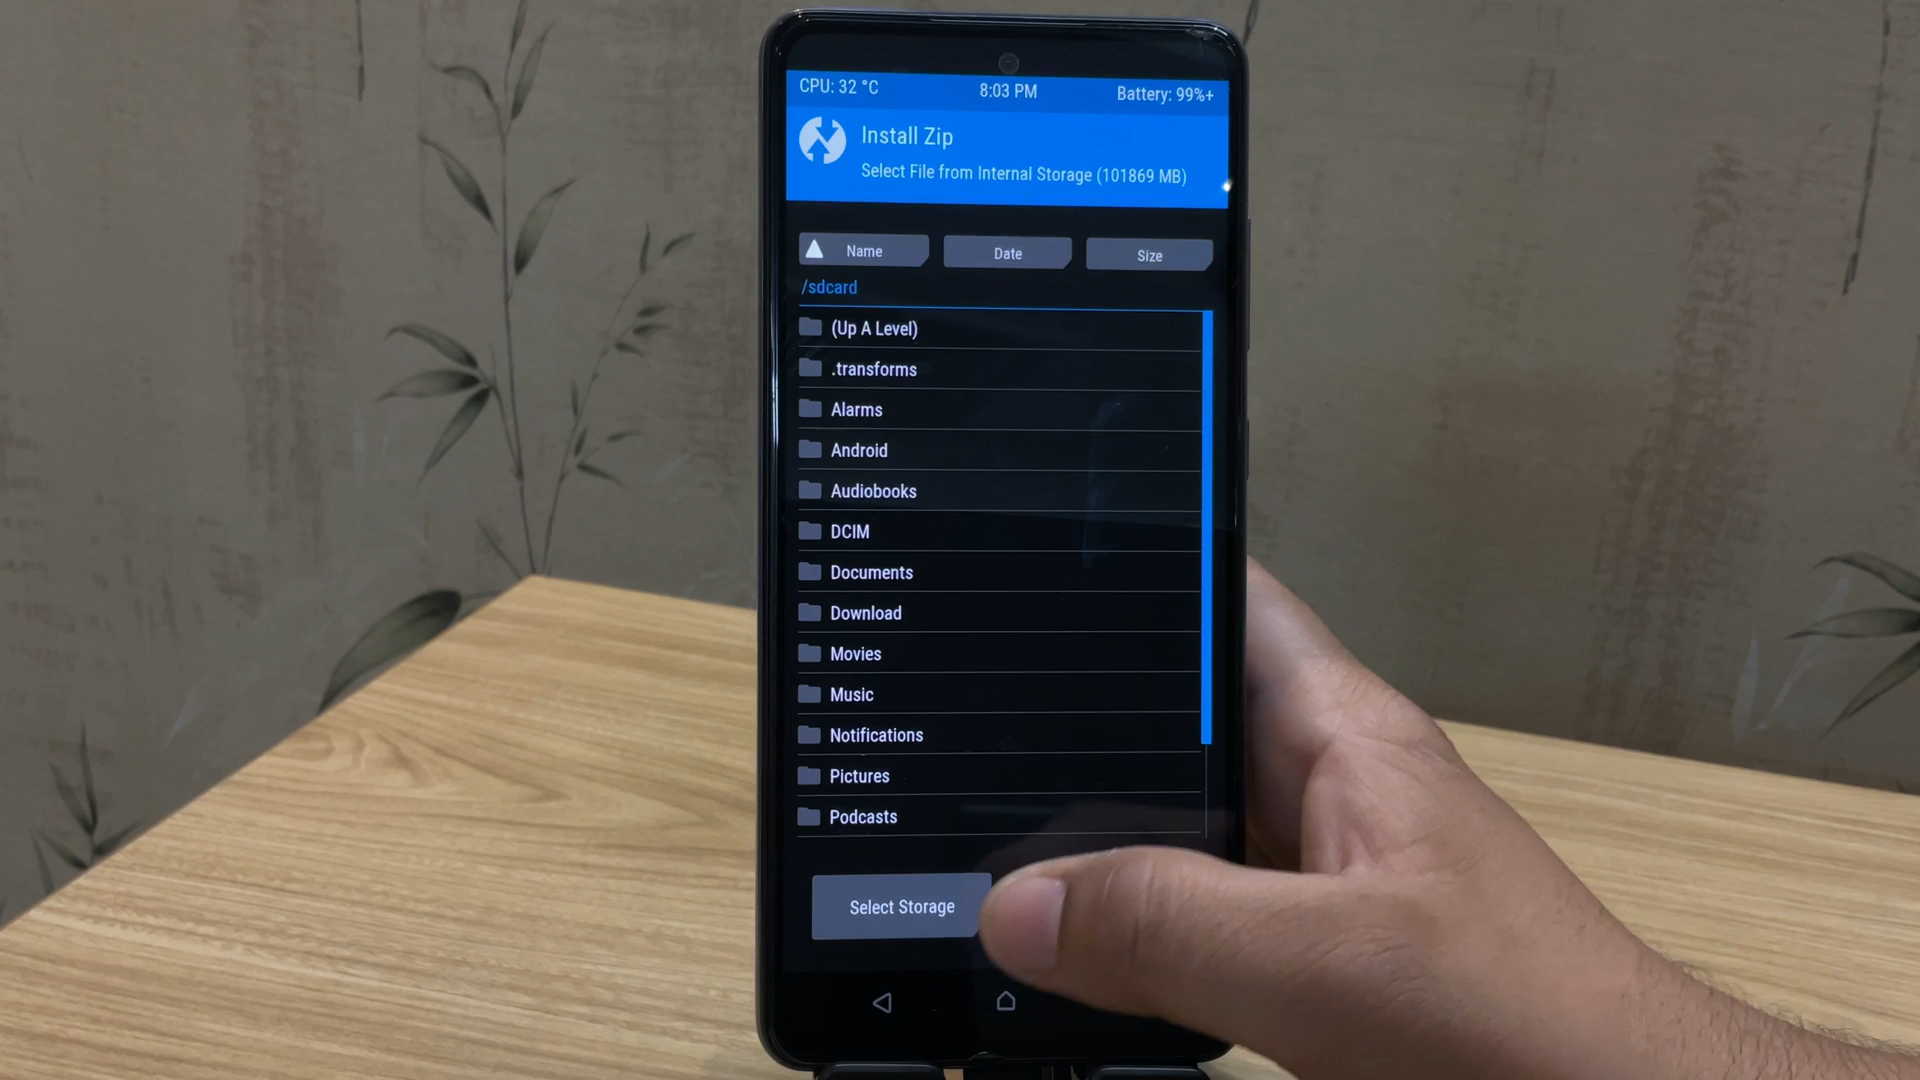 CPU: 32 °C 8:03 PM Battery: 99%+
Install Zip
Select File from Internal Storage (101869 MB)
Name Date Size
/sdcard
(Up A Level)
.transforms
Alarms
Android
Audiobooks
DCIM
Documents
Download
Movies
Music
Notifications
Pictures
Podcasts
Select Storage